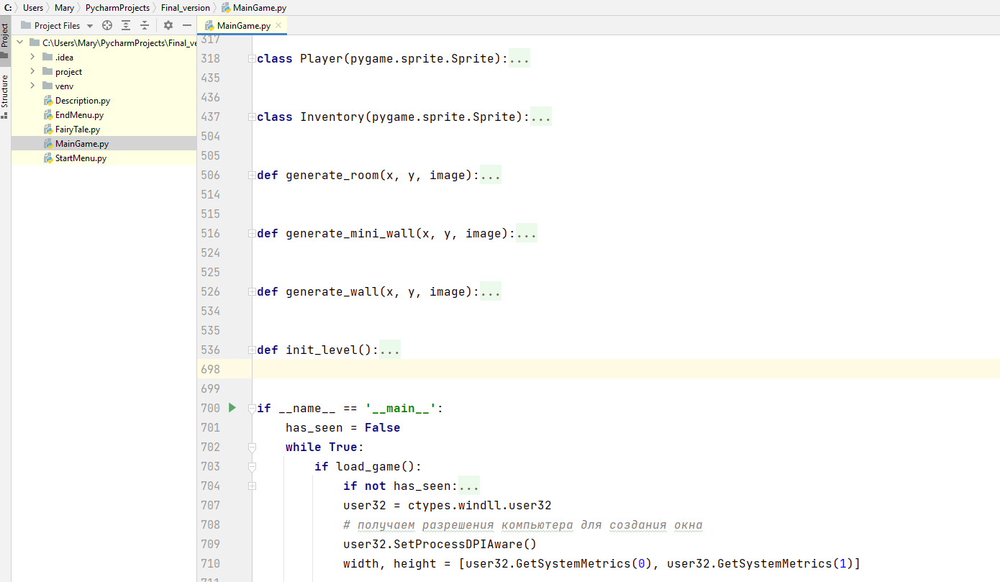 C: Users Mary PycharmProjects Final_version MainGame.py
Project Files
MainGame.py
Project
Structure
C:\Users\Mary\PycharmProjects\Final_ve
.idea
project
venv
Description.py
EndMenu.py
FairyTale.py
MainGame.py
StartMenu.py
317
318 class Player(pygame.sprite.Sprite):...
435
436
437 class Inventory(pygame.sprite.Sprite):...
504
505
506 def generate_room(x, y, image):...
514
515
516 def generate_mini_wall(x, y, image):...
524
525
526 def generate_wall(x, y, image):...
534
535
536 def init_level():...
698
699
700 if __name__ == '__main__':
701 has_seen = False
702 while True:
703 if load_game():
704 if not has_seen:...
707 user32 = ctypes.windll.user32
708 # получаем разрешения компьютера для создания окна
709 user32.SetProcessDPIAware()
710 width, height = [user32.GetSystemMetrics(0), user32.GetSystemMetrics(1)]
711